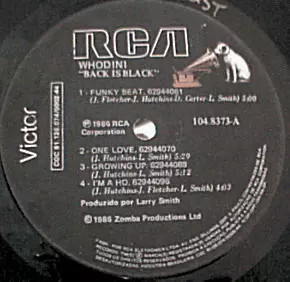 RCA
WHODINI
"BACK IS BLACK"
1 - FUNKY BEAT, 62944061
(J. Fletcher-J. Hutchins-D. Carter-L. Smith) 5:00
℗ 1986 RCA
Corporation
104.8373-A
2 - ONE LOVE, 62944070
(J. Hutchins-L. Smith) 5:29
3 - GROWING UP, 62944089
(J. Hutchins-L. Smith) 5:12
4 - I'M A HO, 62944096
(J. Hutchins-J. Fletcher-L. Smith) 4:03
Produzido por Larry Smith
© 1986 Zomba Productions Ltd
Victor